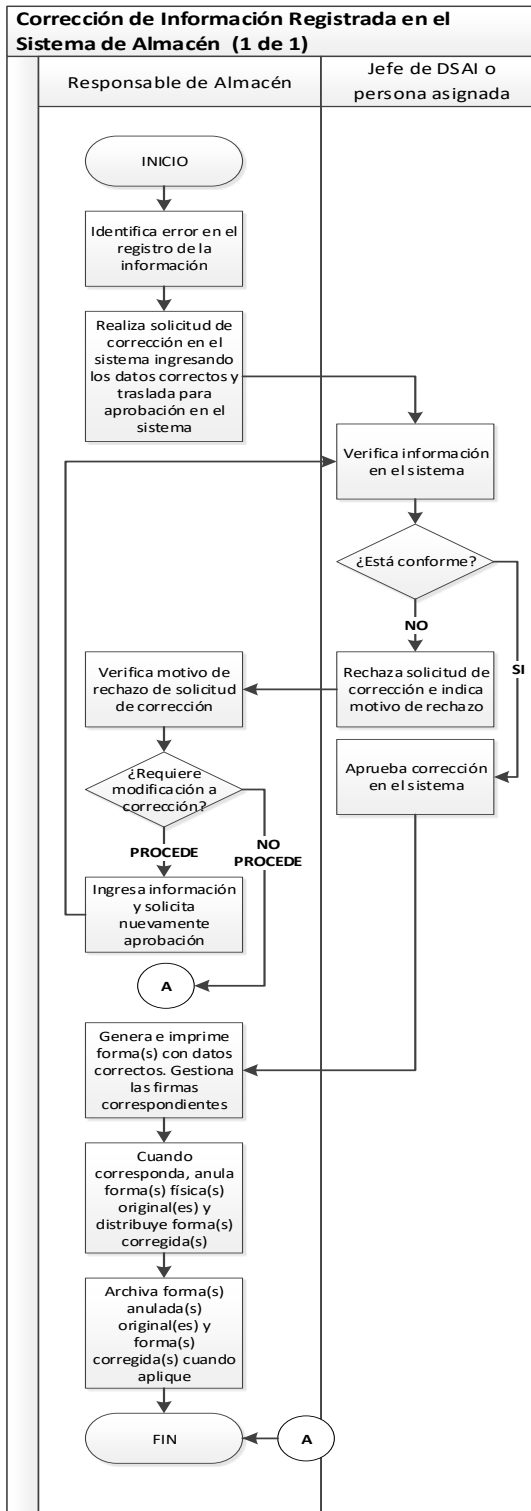 Corrección de Información Registrada en el
Sistema de Almacén (1 de 1)
Responsable de Almacén
Jefe de DSAI o
persona asignada
INICIO
Identifica error en el
registro de la
información
Realiza solicitud de
corrección en el
sistema ingresando
los datos correctos y
traslada para
aprobación en el
sistema
Verifica información
en el sistema
¿Está conforme?
NO
SI
Rechaza solicitud de
corrección e indica
motivo de rechazo
Verifica motivo de
rechazo de solicitud
de corrección
Aprueba corrección
en el sistema
¿Requiere
modificación a
corrección?
PROCEDE
NO
PROCEDE
Ingresa información
y solicita
nuevamente
aprobación
A
Genera e imprime
forma(s) con datos
correctos. Gestiona
las firmas
correspondientes
Cuando
corresponda, anula
forma(s) física(s)
original(es) y
distribuye forma(s)
corregida(s)
Archiva forma(s)
anulada(s)
original(es) y
forma(s)
corregida(s) cuando
aplique
FIN
A